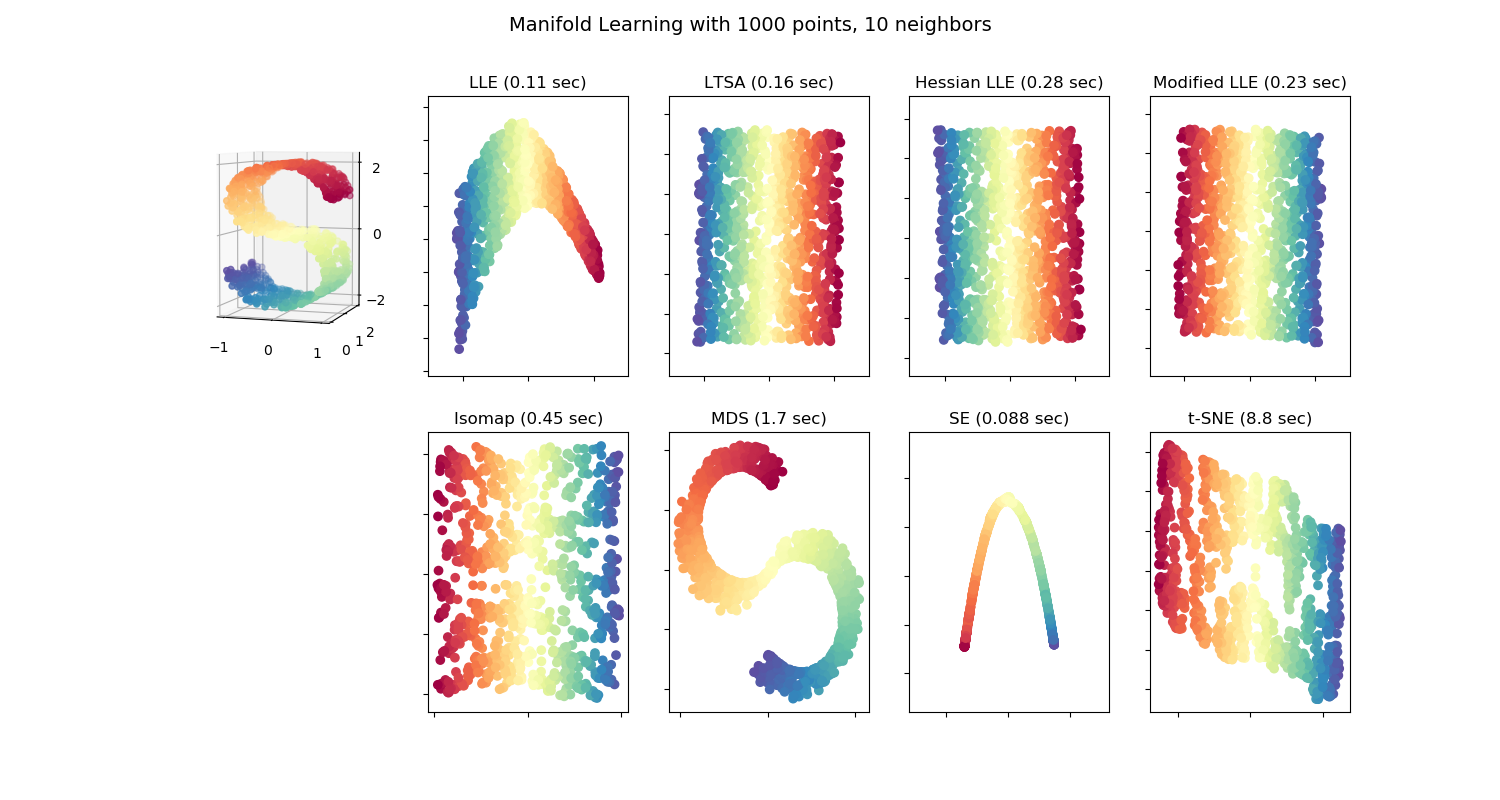 Manifold Learning with 1000 points, 10 neighbors
LLE (0.11 sec)
LTSA (0.16 sec)
Hessian LLE (0.28 sec)
Modified LLE (0.23 sec)
2
0
−2
−1
0
1
0
1
2
Isomap (0.45 sec)
MDS (1.7 sec)
SE (0.088 sec)
t-SNE (8.8 sec)